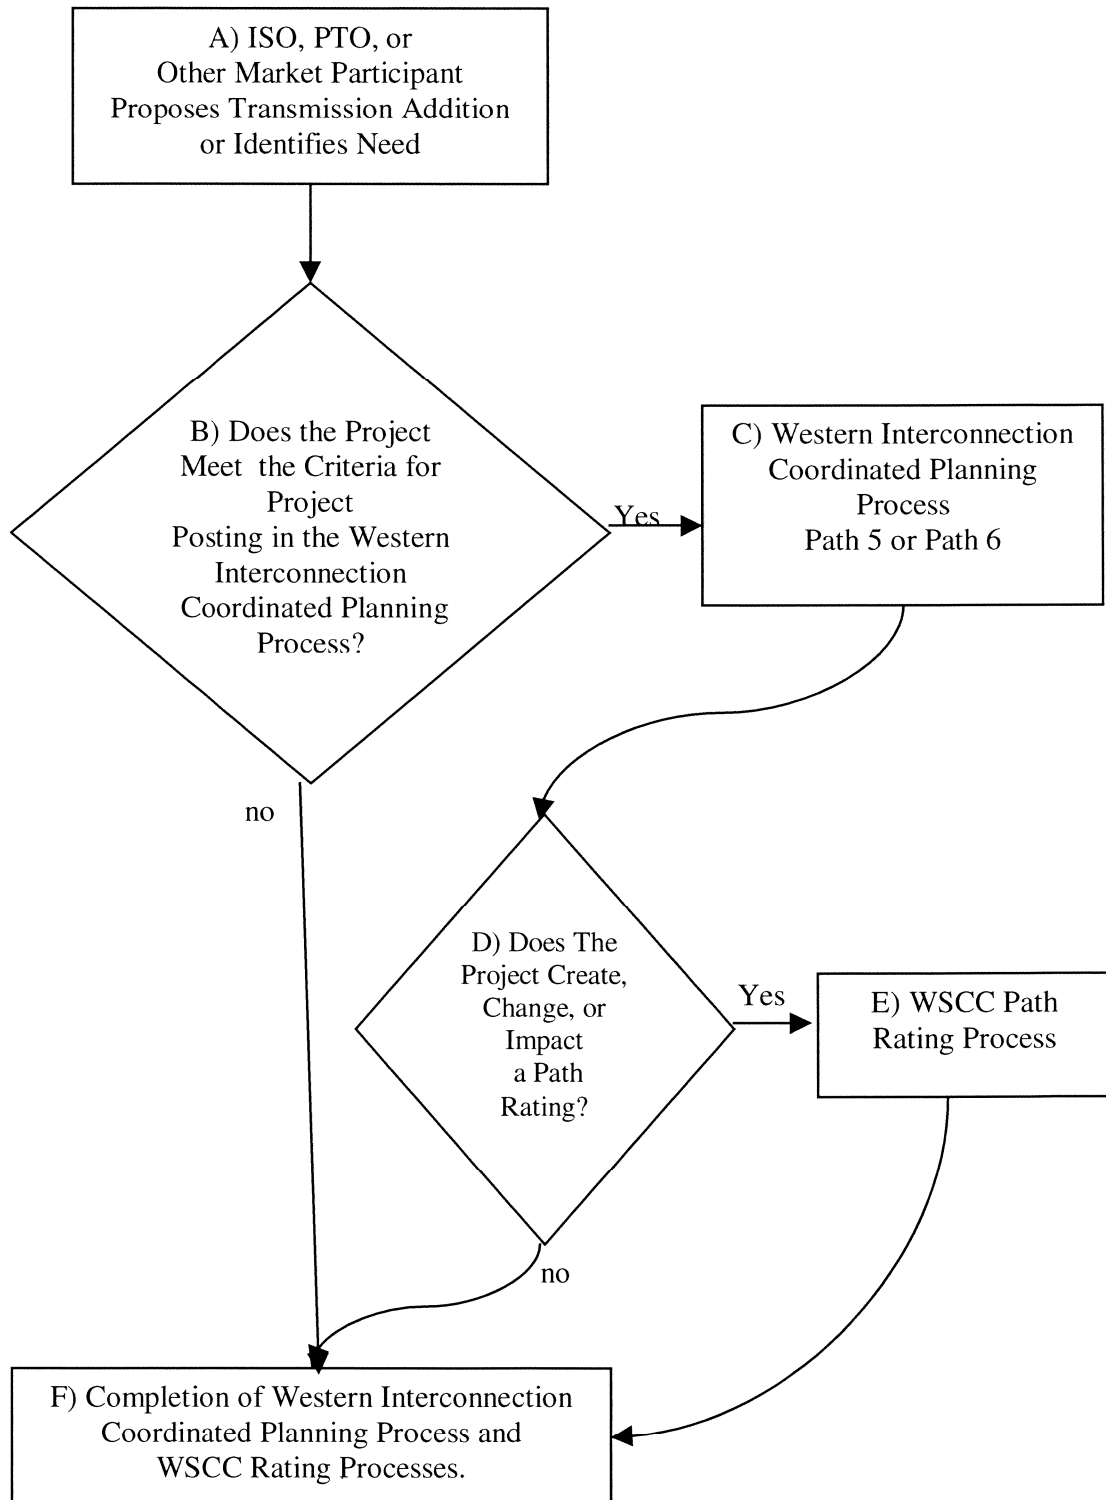 A) ISO, PTO, or
Other Market Participant
Proposes Transmission Addition
or Identifies Need
B) Does the Project
Meet  the Criteria for
Project
Posting in the Western
Interconnection
Coordinated Planning
Process?
Yes
C) Western Interconnection
Coordinated Planning
Process
Path 5 or Path 6
no
D) Does The
Project Create,
Change, or
Impact
a Path
Rating?
Yes
E) WSCC Path
Rating Process
no
F) Completion of Western Interconnection
Coordinated Planning Process and
WSCC Rating Processes.